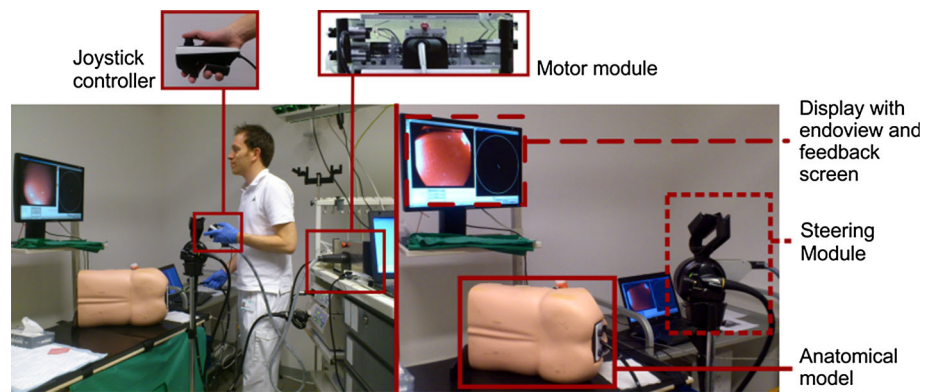 Joystick
controller
Motor module
Display with
endoview and
feedback
screen
Steering
Module
Anatomical
model